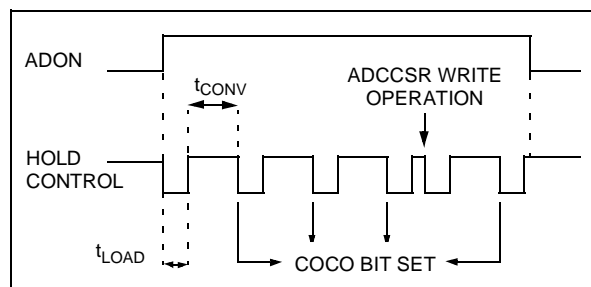 ADON
ADCCSR WRITE
OPERATION
tCONV
HOLD
CONTROL
tLOAD
COCO BIT SET